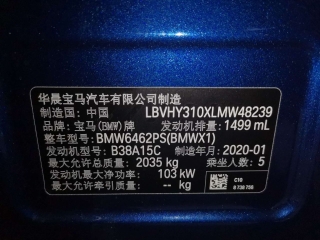 华晨宝马汽车有限公司制造
制造国：中国 LBVHY310XLMW48239
品牌：宝马(BMW)牌 发动机排量：1499 mL
整车型号：BMW6462PS(BMWX1)
发动机型号：B38A15C 制造年月：2020-01
最大允许总质量：2035 kg 乘坐人数：5
发动机最大净功率：103 kW
最大允许牵引质量：-- kg
C10